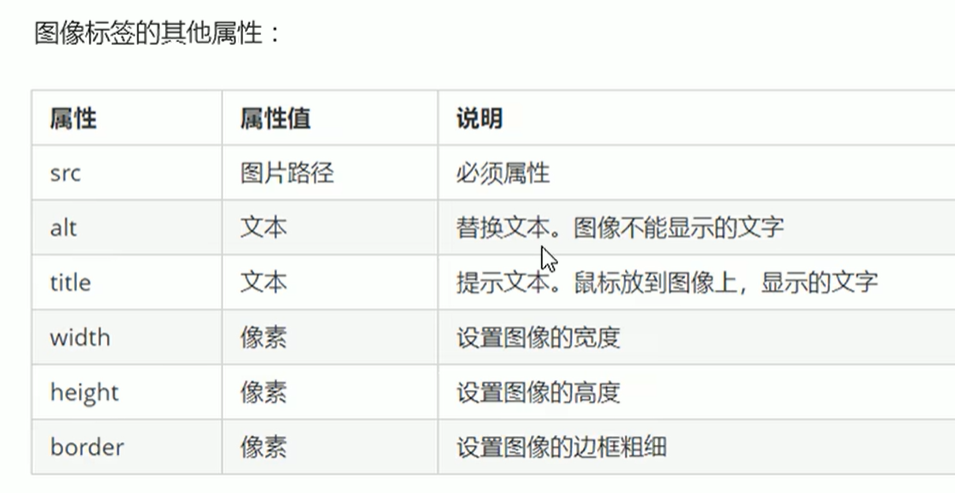 图像标签的其他属性：
属性 属性值 说明
src 图片路径 必须属性
alt 文本 替换文本。图像不能显示的文字
title 文本 提示文本。鼠标放到图像上，显示的文字
width 像素 设置图像的宽度
height 像素 设置图像的高度
border 像素 设置图像的边框粗细